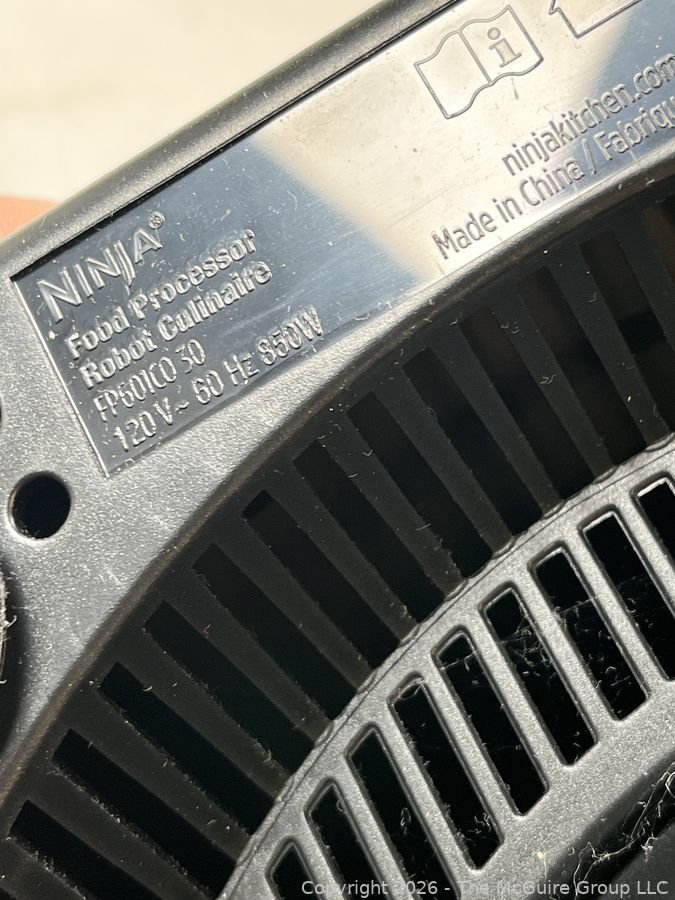 NINJA®
Food Processor
Robot Culinaire
FP601CO 30
120 V ~ 60 Hz 850W
i
ninjakitchen.com
Made in China / Fabriqu
Copyright 2026 - The McGuire Group LLC